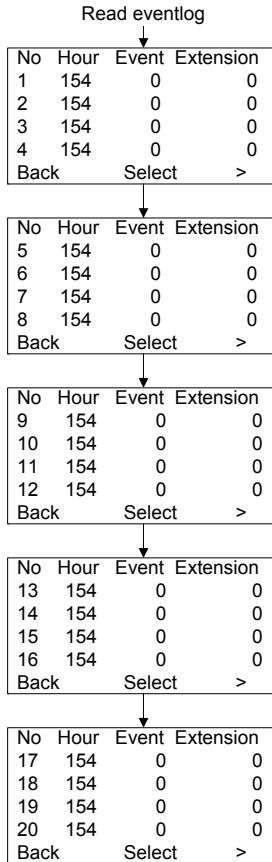 Read eventlog
No Hour Event Extension
1 154 0 0
2 154 0 0
3 154 0 0
4 154 0 0
Back Select >
No Hour Event Extension
5 154 0 0
6 154 0 0
7 154 0 0
8 154 0 0
Back Select >
No Hour Event Extension
9 154 0 0
10 154 0 0
11 154 0 0
12 154 0 0
Back Select >
No Hour Event Extension
13 154 0 0
14 154 0 0
15 154 0 0
16 154 0 0
Back Select >
No Hour Event Extension
17 154 0 0
18 154 0 0
19 154 0 0
20 154 0 0
Back Select >